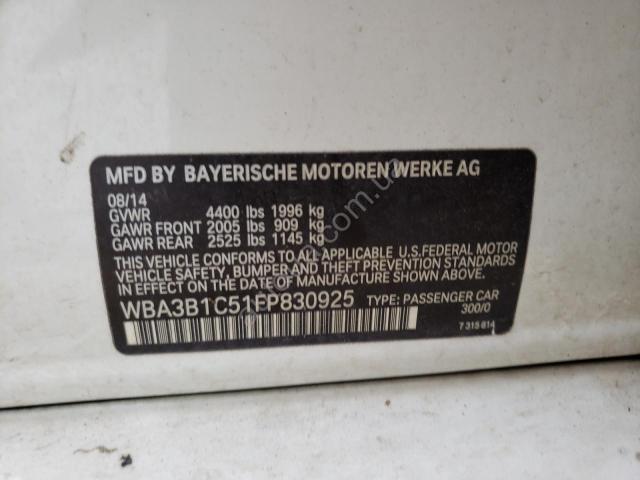 MFD BY BAYERISCHE MOTOREN WERKE AG
08/14
GVWR 4400 lbs 1996 kg
GAWR FRONT 2005 lbs 909 kg
GAWR REAR 2525 lbs 1145 kg
THIS VEHICLE CONFORMS TO ALL APPLICABLE U.S. FEDERAL MOTOR
VEHICLE SAFETY, BUMPER AND THEFT PREVENTION STANDARDS
IN EFFECT ON THE DATE OF MANUFACTURE SHOWN ABOVE.
WBA3B1C51FP830925 TYPE: PASSENGER CAR
300/0
7 315 814